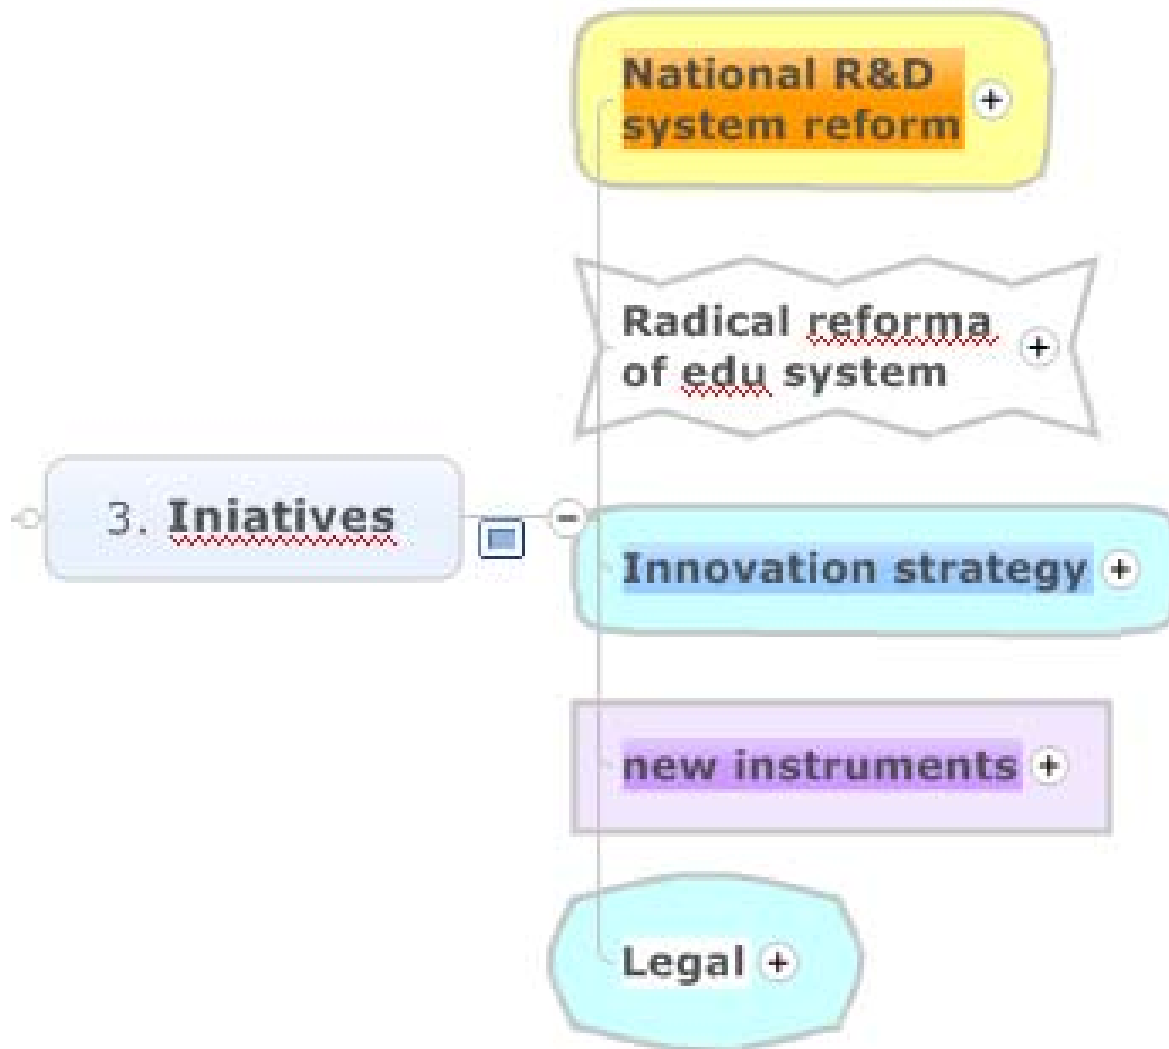 National R&D
system reform
Radical reforma
of edu system
3. Iniatives
Innovation strategy
new instruments
Legal